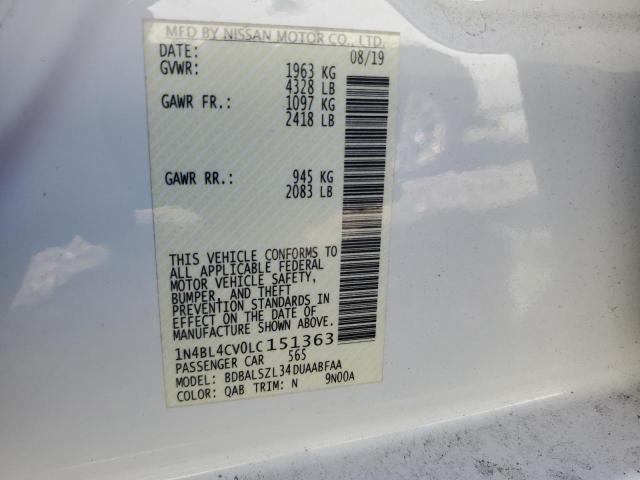 MFD BY NISSAN MOTOR CO., LTD.
DATE: 08/19
GVWR: 1963 KG
4328 LB
GAWR FR.: 1097 KG
2418 LB
GAWR RR.: 945 KG
2083 LB
THIS VEHICLE CONFORMS TO
ALL APPLICABLE FEDERAL
MOTOR VEHICLE SAFETY,
BUMPER, AND THEFT
PREVENTION STANDARDS IN
EFFECT ON THE DATE OF
MANUFACTURE SHOWN ABOVE.
1N4BL4CV0LC151363
PASSENGER CAR 565
MODEL: BDBALSZL34DUAABFAA
COLOR: QAB TRIM: N 9N00A